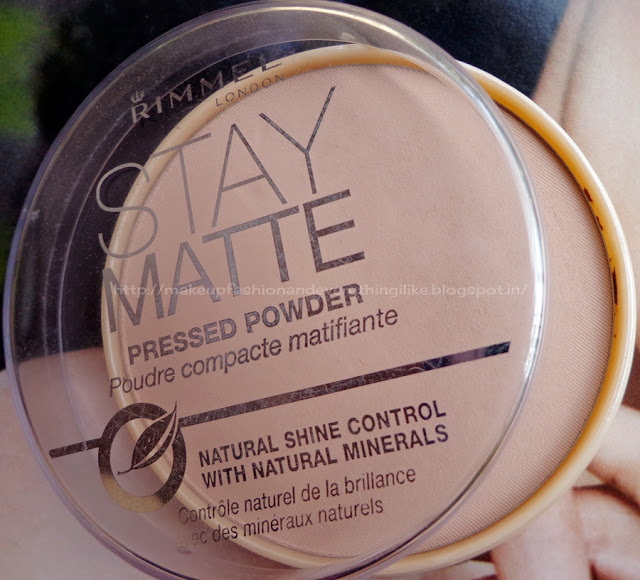 RIMMEL
LONDON
STAY
MATTE
http://makeupfashionandeverythingilike.blogspot.in/
PRESSED POWDER
Poudre compacte matifiante
NATURAL SHINE CONTROL
WITH NATURAL MINERALS
Contrôle naturel de la brillance
avec des minéraux naturels